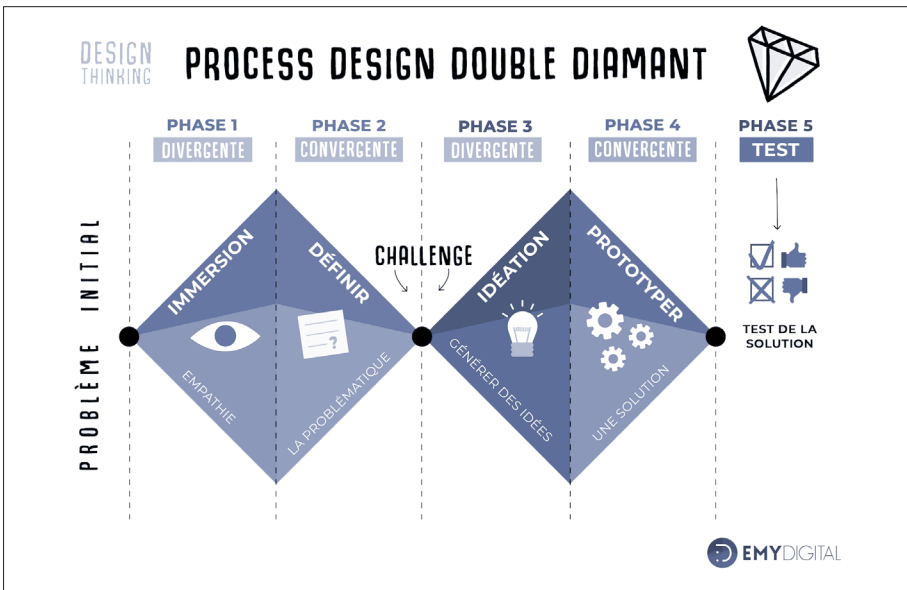 DESIGN
THINKING
PROCESS DESIGN DOUBLE DIAMANT
PHASE 1
DIVERGENTE
PHASE 2
CONVERGENTE
PHASE 3
DIVERGENTE
PHASE 4
CONVERGENTE
PHASE 5
TEST
PROBLÈME INITIAL
IMMERSION
EMPATHIE
DÉFINIR
?
LA PROBLÉMATIQUE
CHALLENGE
IDÉATION
GÉNÉRER DES IDÉES
PROTOTYPER
UNE SOLUTION
TEST DE LA
SOLUTION
EMYDIGITAL